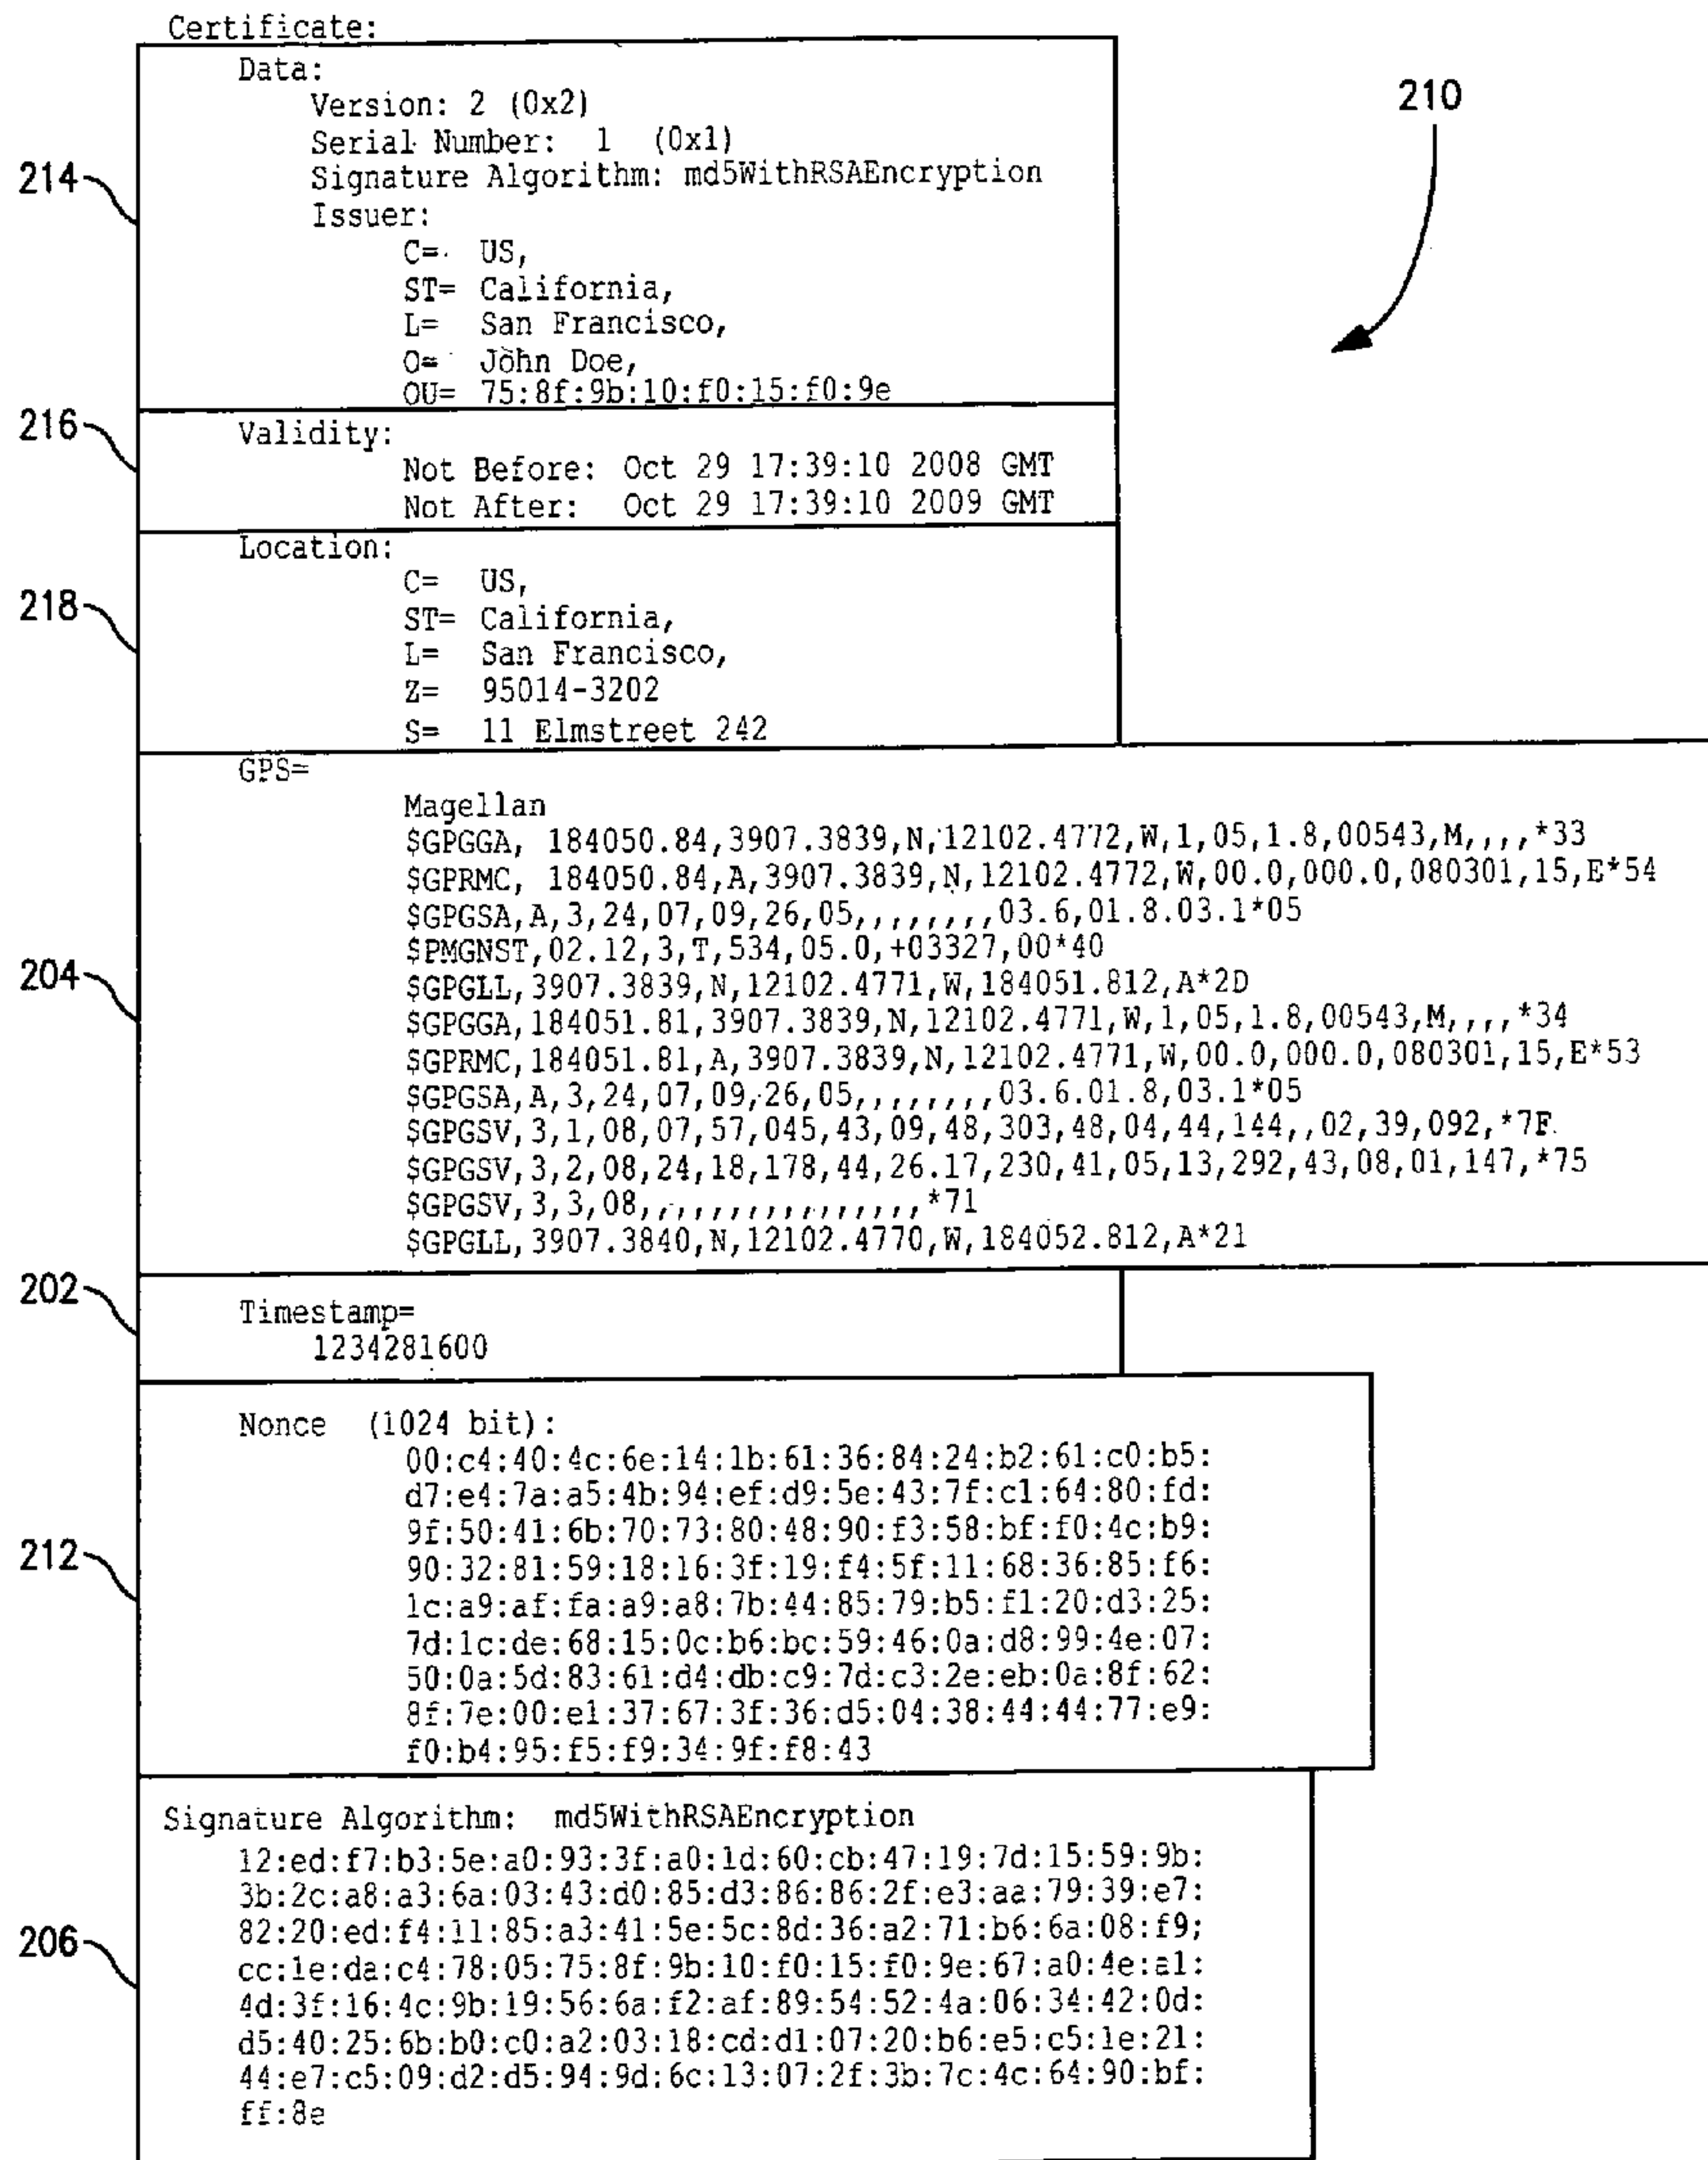 Certificate:
Data:
Version: 2 (0x2)
210
Serial Number: 1 (0x1)
214
Signature Algorithm: md5WithRSAEncryption
Issuer:
C= US,
ST= California,
L= San Francisco,
O= John Doe,
OU= 75:8f:9b:10:f0:15:f0:9e
216
Validity:
Not Before: Oct 29 17:39:10 2008 GMT
Not After: Oct 29 17:39:10 2009 GMT
Location:
C= US,
218
ST= California,
L= San Francisco,
Z= 95014-3202
S= 11 Elmstreet 242
GPS=
Magellan
$GPGGA, 184050.84,3907.3839,N,12102.4772,W,1,05,1.8,00543,M,,,,*33
$GPRMC, 184050.84,A,3907.3839,N,12102.4772,W,00.0,000.0,080301,15,E*54
$GPGSA,A,3,24,07,09,26,05,,,,,,,,03.6,01.8.03.1*05
$PMGNST,02.12,3,T,534,05.0,+03327,00*40
204
$GPGLL,3907.3839,N,12102.4771,W,184051.812,A*2D
$GPGGA,184051.81,3907.3839,N,12102.4771,W,1,05,1.8,00543,M,,,,*34
$GPRMC,184051.81,A,3907.3839,N,12102.4771,W,00.0,000.0,080301,15,E*53
$GPGSA,A,3,24,07,09,26,05,,,,,,,,03.6.01.8,03.1*05
$GPGSV,3,1,08,07,57,045,43,09,48,303,48,04,44,144,,02,39,092,*7F
$GPGSV,3,2,08,24,18,178,44,26.17,230,41,05,13,292,43,08,01,147,*75
$GPGSV,3,3,08,,,,,,,,,,,,,,,,*71
$GPGLL,3907.3840,N,12102.4770,W,184052.812,A*21
202
Timestamp=
1234281600
Nonce (1024 bit):
00:c4:40:4c:6e:14:1b:61:36:84:24:b2:61:c0:b5:
d7:e4:7a:a5:4b:94:ef:d9:5e:43:7f:c1:64:80:fd:
9f:50:41:6b:70:73:80:48:90:f3:58:bf:f0:4c:b9:
212
90:32:81:59:18:16:3f:19:f4:5f:11:68:36:85:f6:
1c:a9:af:fa:a9:a8:7b:44:85:79:b5:f1:20:d3:25:
7d:1c:de:68:15:0c:b6:bc:59:46:0a:d8:99:4e:07:
50:0a:5d:83:61:d4:db:c9:7d:c3:2e:eb:0a:8f:62:
8f:7e:00:e1:37:67:3f:36:d5:04:38:44:44:77:e9:
f0:b4:95:f5:f9:34:9f:f8:43
Signature Algorithm: md5WithRSAEncryption
12:ed:f7:b3:5e:a0:93:3f:a0:1d:60:cb:47:19:7d:15:59:9b:
3b:2c:a8:a3:6a:03:43:d0:85:d3:86:86:2f:e3:aa:79:39:e7:
82:20:ed:f4:11:85:a3:41:5e:5c:8d:36:a2:71:b6:6a:08:f9;
206
cc:1e:da:c4:78:05:75:8f:9b:10:f0:15:f0:9e:67:a0:4e:a1:
4d:3f:16:4c:9b:19:56:6a:f2:af:89:54:52:4a:06:34:42:0d:
d5:40:25:6b:b0:c0:a2:03:18:cd:d1:07:20:b6:e5:c5:1e:21:
44:e7:c5:09:d2:d5:94:9d:6c:13:07:2f:3b:7c:4c:64:90:bf:
ff:8e